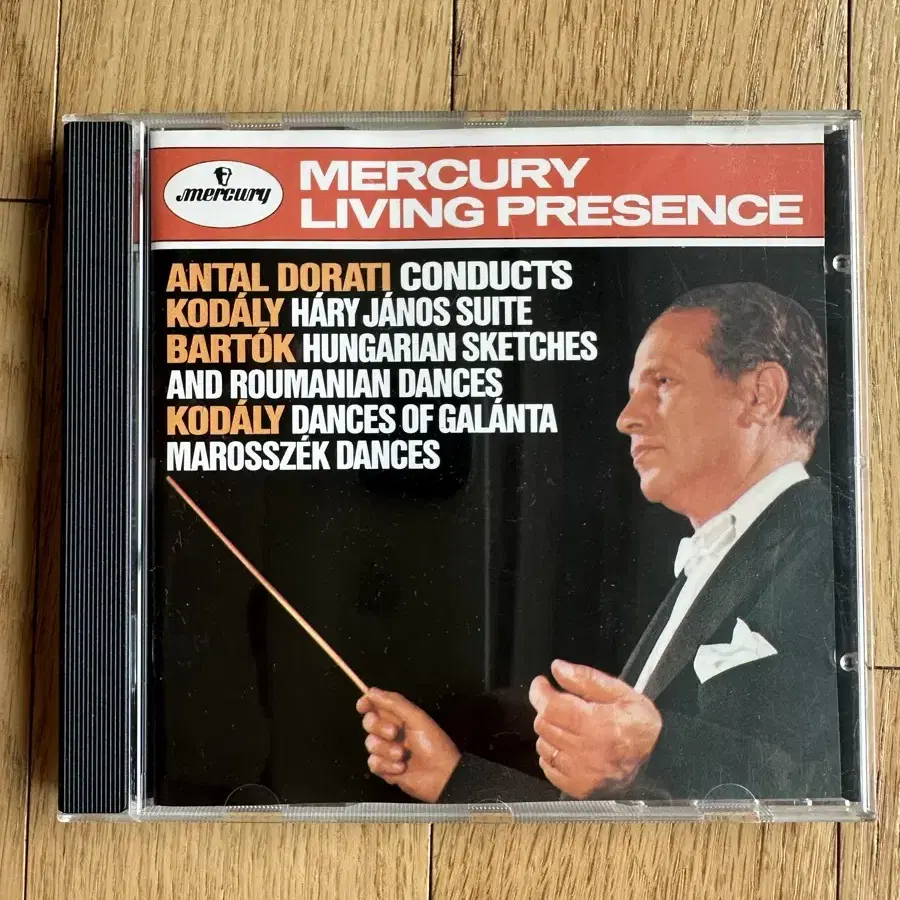 mercury
MERCURY
LIVING PRESENCE
ANTAL DORATI CONDUCTS
KODÁLY HÁRY JÁNOS SUITE
BARTÓK HUNGARIAN SKETCHES
AND ROUMANIAN DANCES
KODÁLY DANCES OF GALÁNTA
MAROSSZÉK DANCES